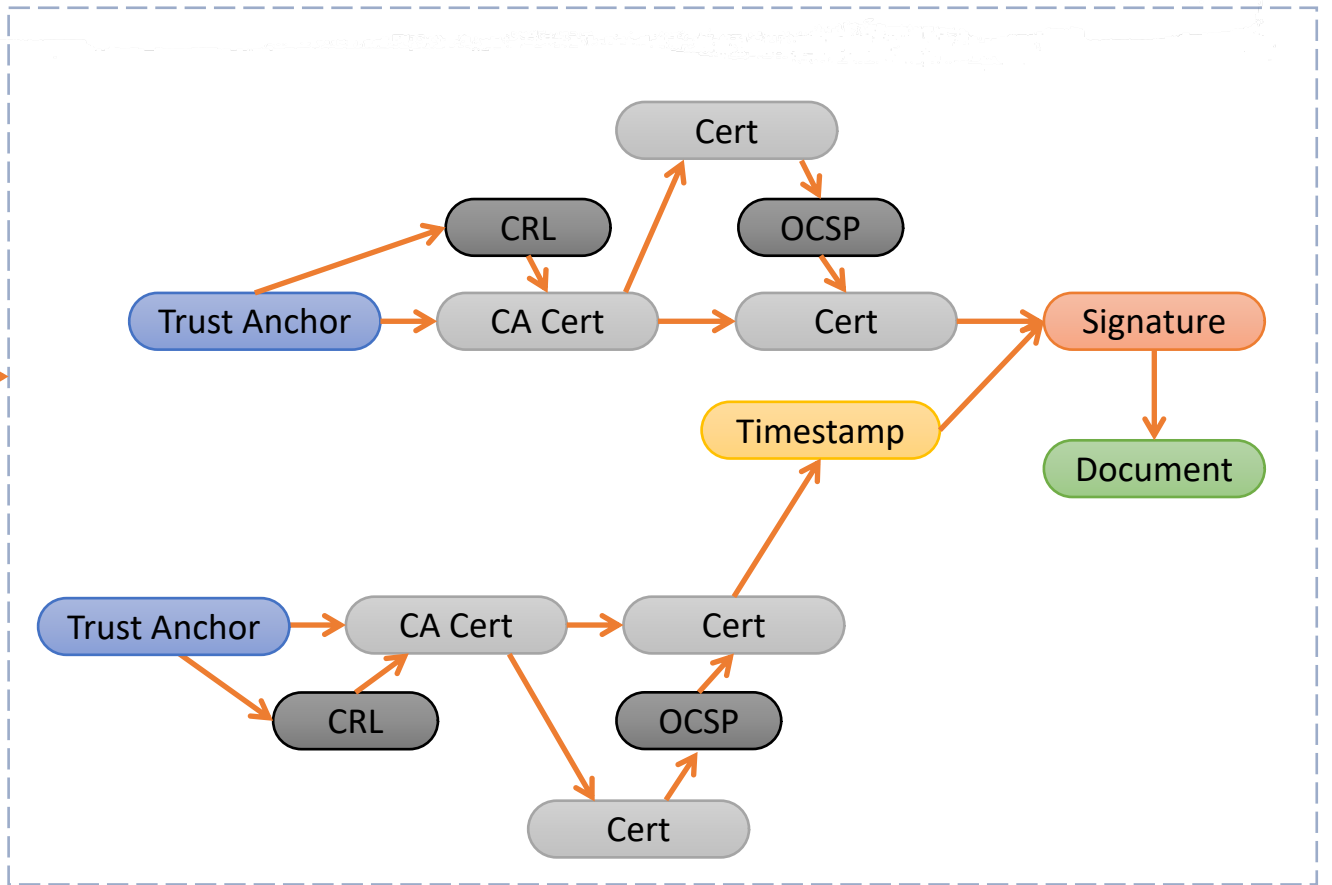 Cert
CRL
OCSP
Trust Anchor
CA Cert
Cert
Signature
Timestamp
Document
Trust Anchor
CA Cert
Cert
CRL
OCSP
Cert